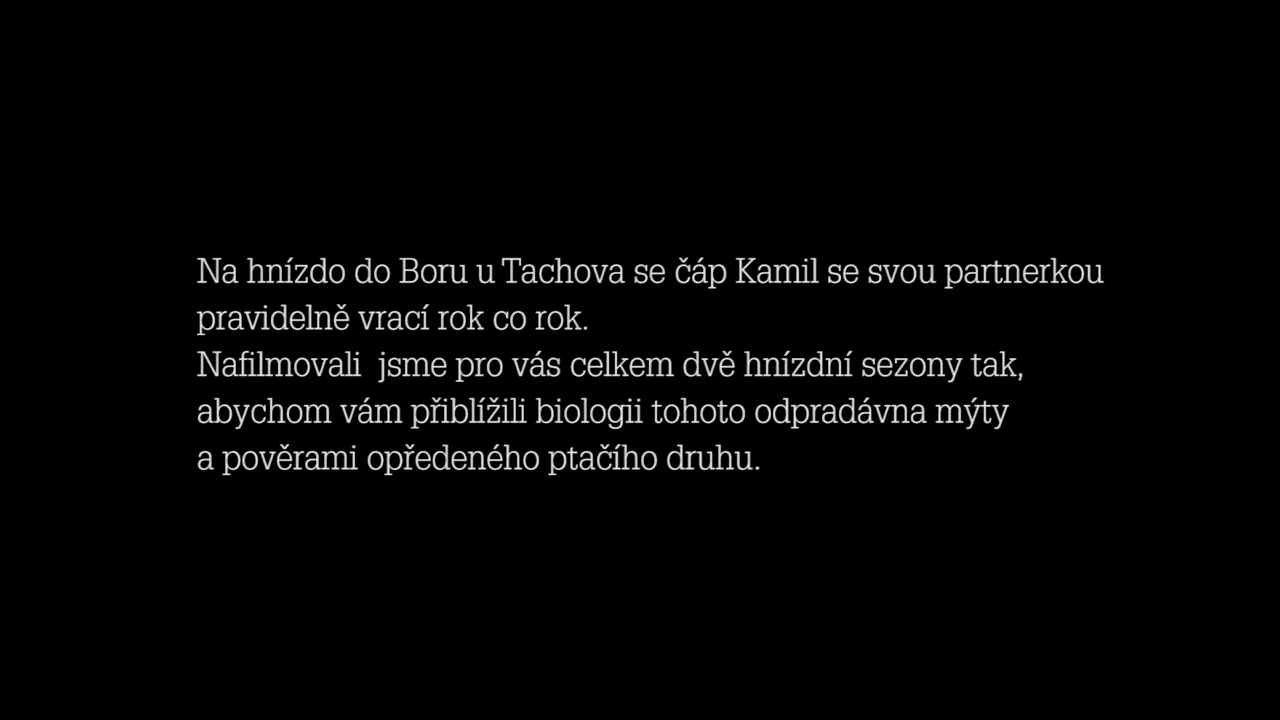 Na hnízdo do Boru u Tachova se čáp Kamil se svou partnerkou
pravidelně vrací rok co rok.
Nafilmovali  jsme pro vás celkem dvě hnízdní sezony tak,
abychom vám přiblížili biologii tohoto odpradávna mýty
a pověrami opředeného ptačího druhu.